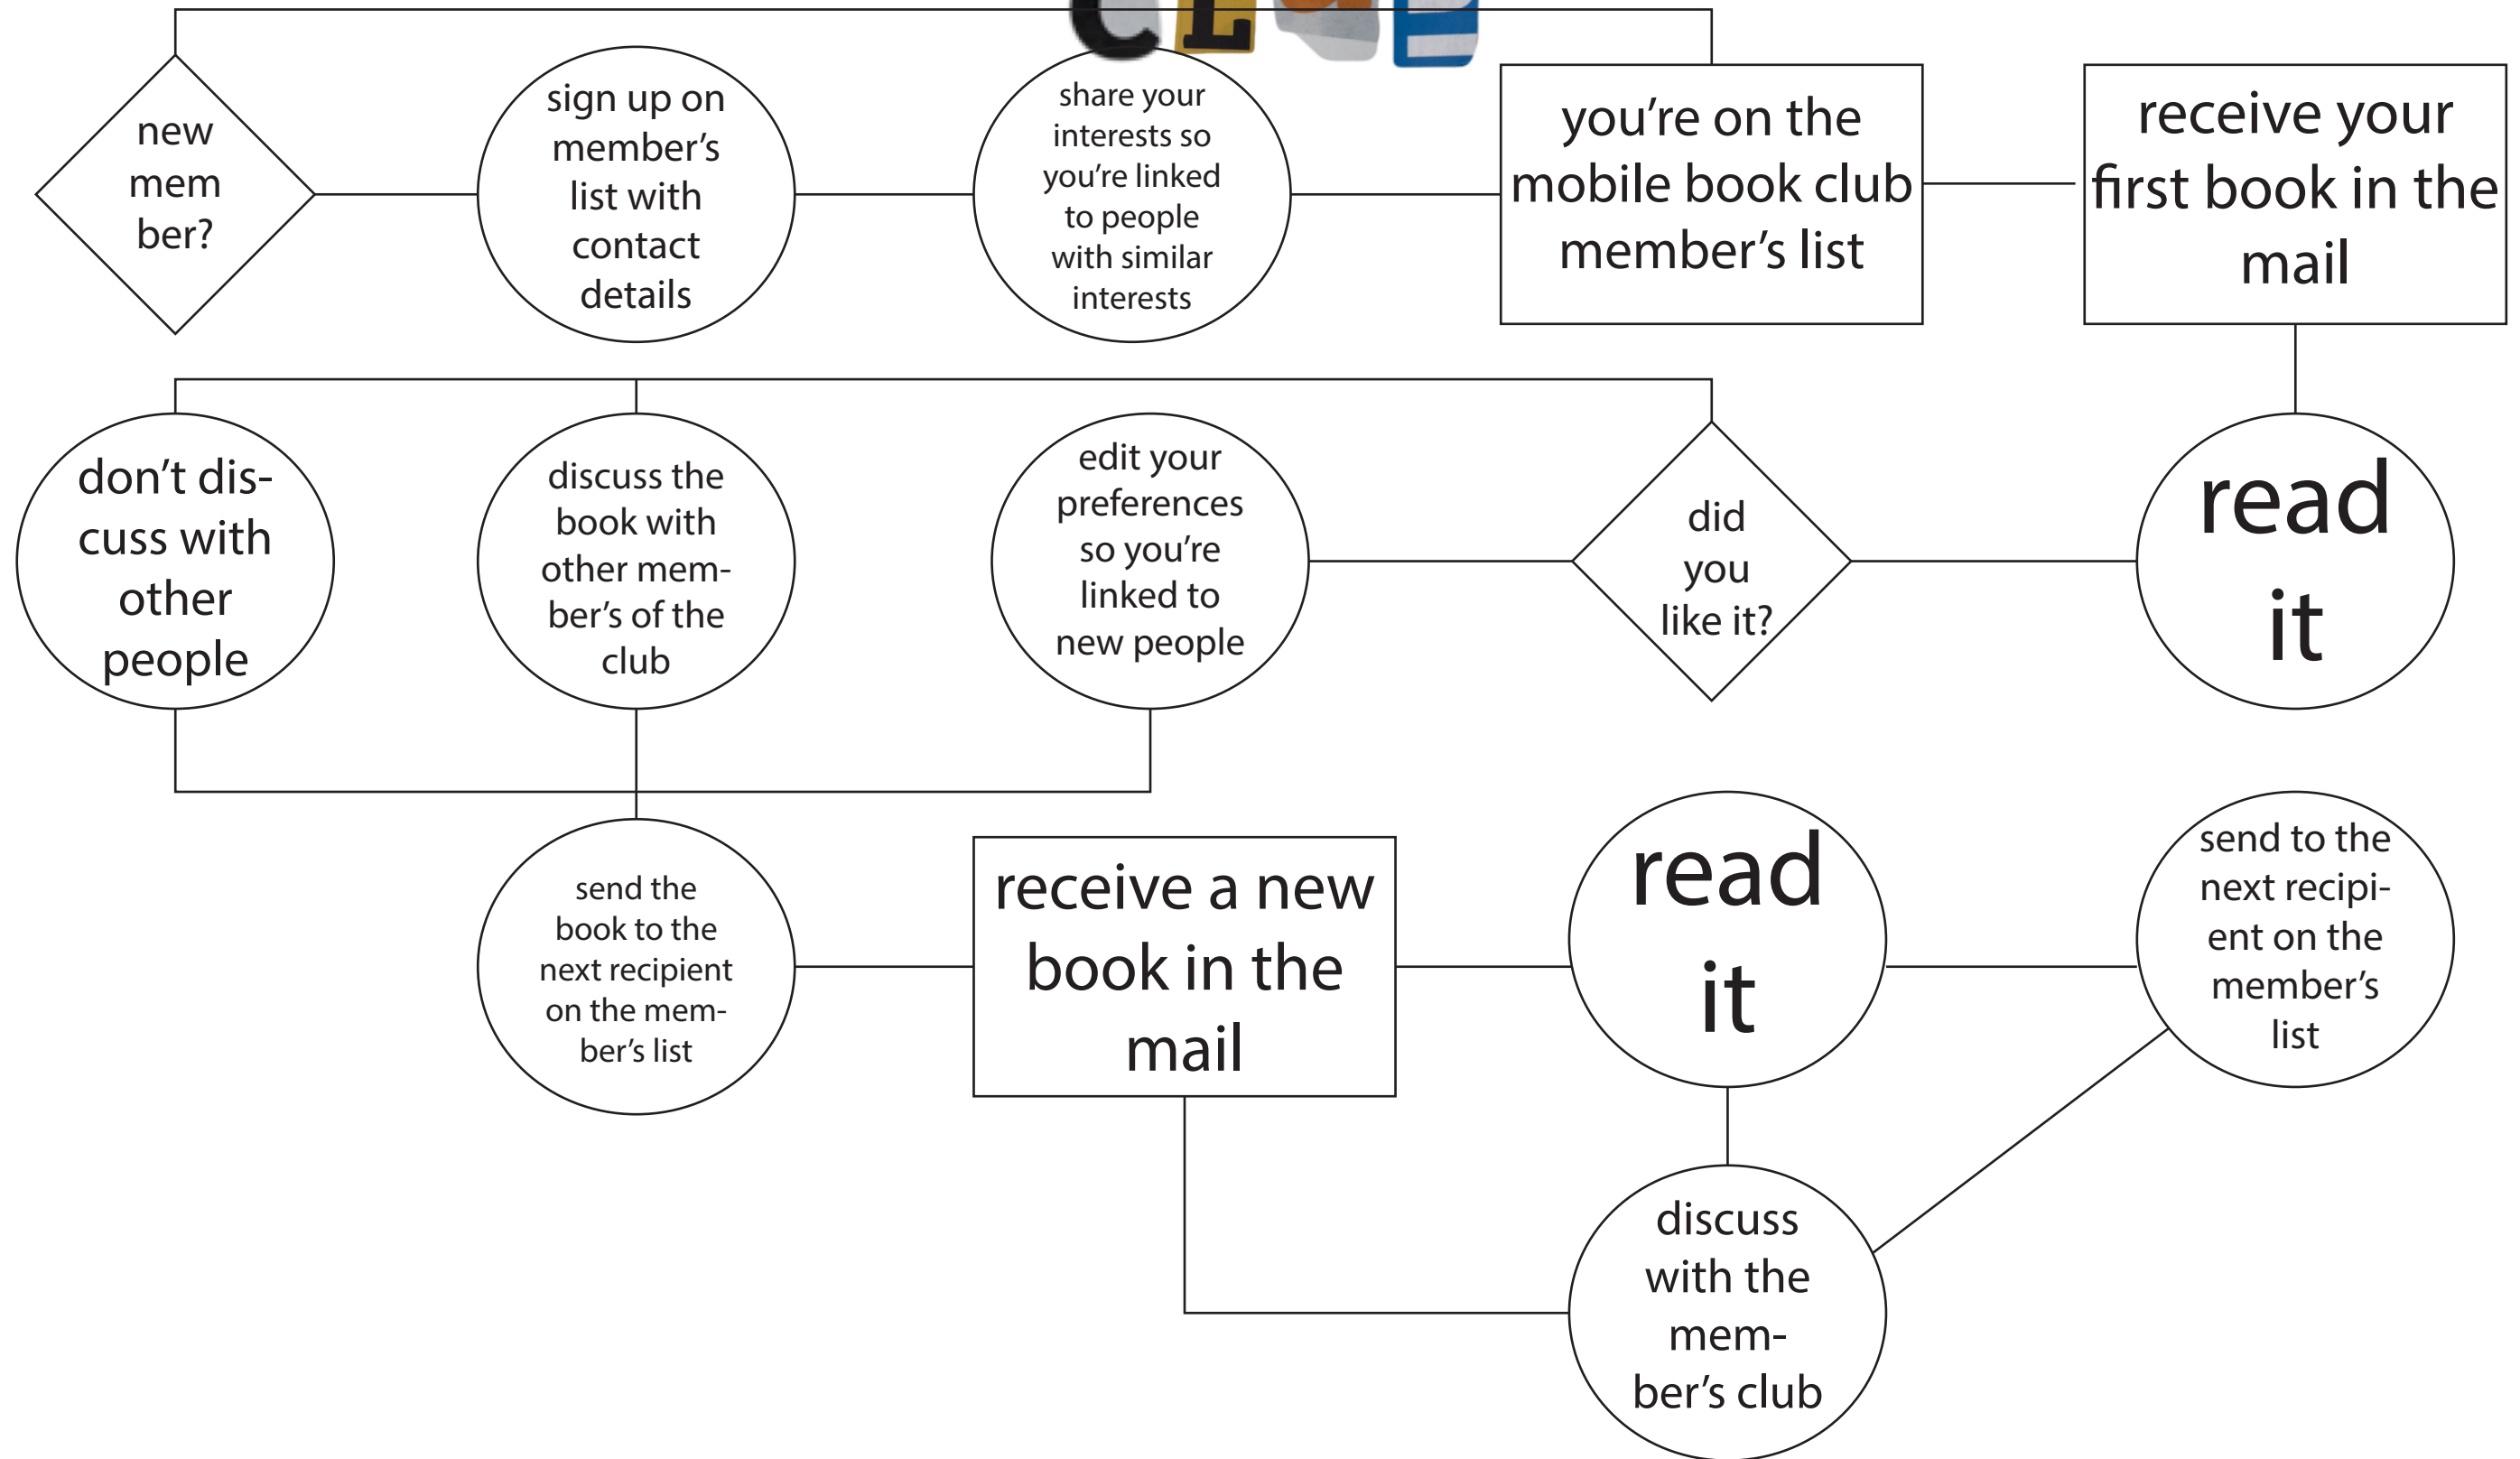 CLUB
new
mem
ber?
sign up on
member’s
list with
contact
details
share your
interests so
you’re linked
to people
with similar
interests
you’re on the
mobile book club
member’s list
receive your
first book in the
mail
don’t dis-
cuss with
other
people
discuss the
book with
other mem-
ber’s of the
club
edit your
preferences
so you’re
linked to
new people
did
you
like it?
read
it
send the
book to the
next recipient
on the mem-
ber’s list
receive a new
book in the
mail
read
it
send to the
next recipi-
ent on the
member’s
list
discuss
with the
mem-
ber’s club